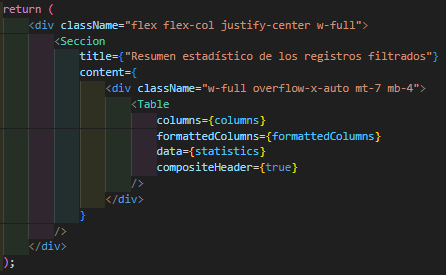 return (
<div className="flex flex-col justify-center w-full">
<Seccion
title={"Resumen estadístico de los registros filtrados"}
content={
<div className="w-full overflow-x-auto mt-7 mb-4">
<Table
columns={columns}
formattedColumns={formattedColumns}
data={statistics}
compositeHeader={true}
/>
</div>
}
/>
</div>
);